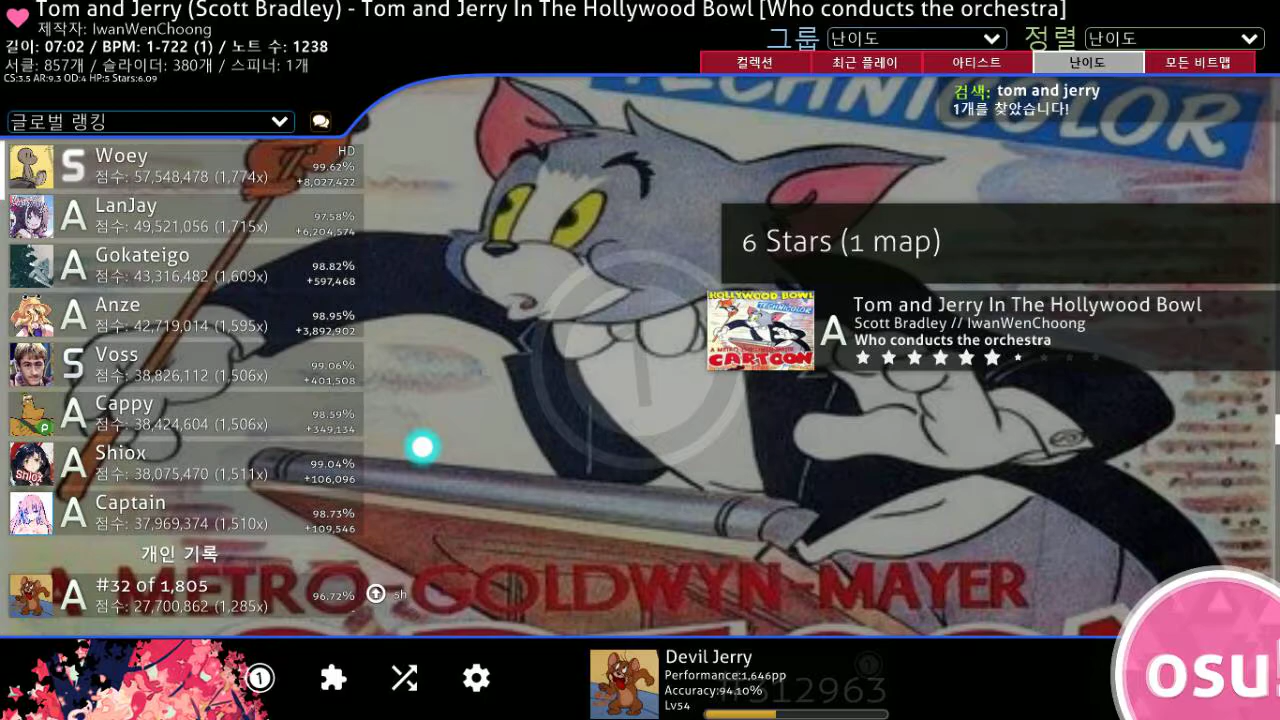 Tom and Jerry (Scott Bradley) - Tom and Jerry In The Hollywood Bowl [Who conducts the orchestra]
제작자: IwanWenChoong
길이: 07:02 / BPM: 1-722 (1) / 노트 수: 1238
서클: 857개 / 슬라이더: 380개 / 스피너: 1개
CS:3.5 AR:9.3 OD:4 HP:5 Stars:6.09
그룹 난이도
정렬 난이도
컬렉션
최근 플레이
아티스트
난이도
모든 비트맵
검색: tom and jerry
1개를 찾았습니다!
글로벌 랭킹
TECHNICOLOR
S Woey HD
점수: 57,548,478 (1,774x) 99.62% +8,027,422
A LanJay
점수: 49,521,056 (1,715x) 97.58% +6,204,574
A Gokateigo
점수: 43,316,482 (1,609x) 98.82% +597,468
A Anze
점수: 42,719,014 (1,595x) 98.95% +3,892,902
S Voss
점수: 38,826,112 (1,506x) 99.06% +401,508
A Cappy
점수: 38,424,604 (1,506x) 98.59% +349,134
A Shiox
점수: 38,075,470 (1,511x) 99.04% +106,096
SHIOX
A Captain
점수: 37,969,374 (1,510x) 98.73% +109,546
개인 기록
A #32 of 1,805
점수: 27,700,862 (1,285x) 96.72% 5h
6 Stars (1 map)
HOLLYWOOD BOWL
TECHNICOLOR
A METRO-GOLDWYN-MAYER
CARTOON
A Tom and Jerry In The Hollywood Bowl
Scott Bradley // IwanWenChoong
Who conducts the orchestra
A METRO-GOLDWYN-MAYER
1
Devil Jerry
Performance:1,646pp
Accuracy:94.10%
Lv54
#312963
osu